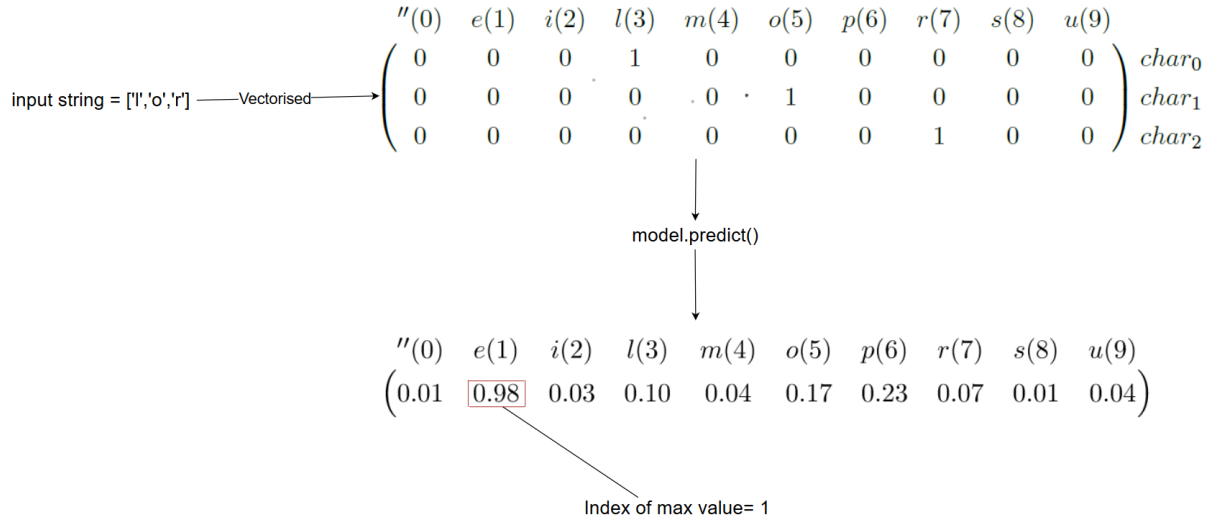 ″(0) e(1) i(2) l(3) m(4) o(5) p(6) r(7) s(8) u(9)
0 0 0 1 0 0 0 0 0 0 char₀
input string = ['l','o','r'] Vectorised 0 0 0 0 0 1 0 0 0 0 char₁
0 0 0 0 0 0 0 1 0 0 char₂
model.predict()
″(0) e(1) i(2) l(3) m(4) o(5) p(6) r(7) s(8) u(9)
(0.01 0.98 0.03 0.10 0.04 0.17 0.23 0.07 0.01 0.04)
Index of max value= 1